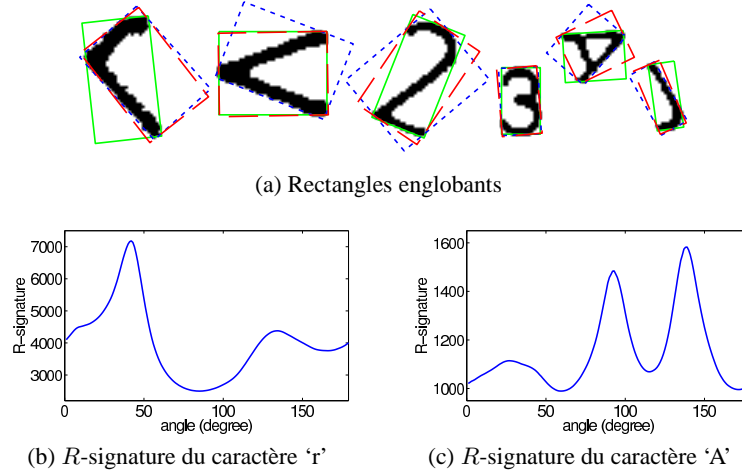 (a) Rectangles englobants
R-signature
7000
6000
5000
4000
3000
0 50 100 150
angle (degree)
(b) R-signature du caractère ‘r’
R-signature
1600
1400
1200
1000
0 50 100 150
angle (degree)
(c) R-signature du caractère ‘A’